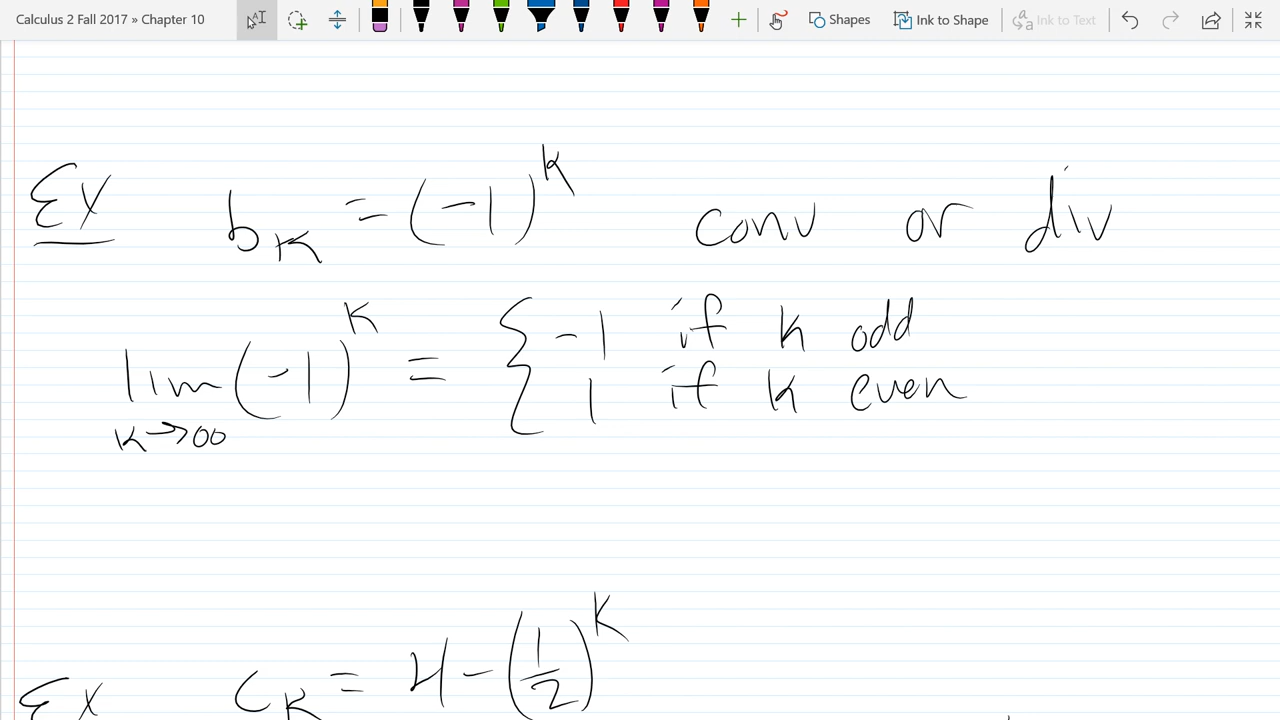 Calculus 2 Fall 2017 » Chapter 10
Shapes
Ink to Shape
Ink to Text
Ex b_K = (-1)^K conv or div
lim_{K→∞} (-1)^K = { -1 if k odd
1 if k even
Ex C_K = 4 - (1/2)^K